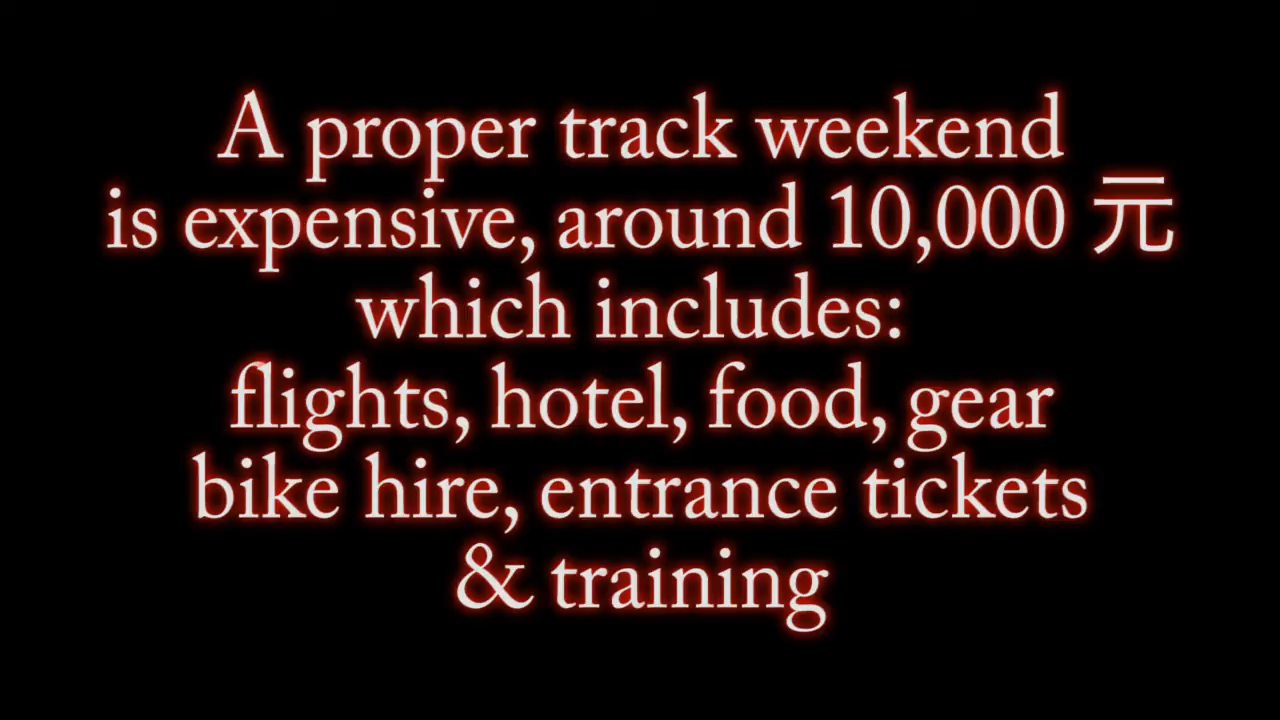 A proper track weekend
is expensive, around 10,000 元
which includes:
flights, hotel, food, gear
bike hire, entrance tickets
& training